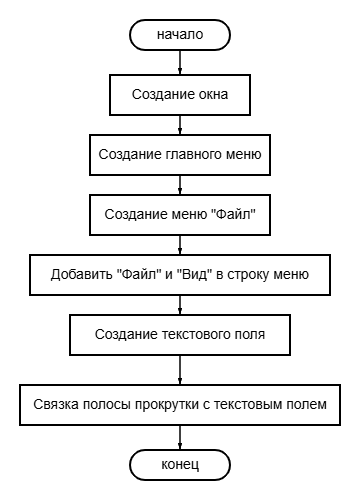 начало
Создание окна
Создание главного меню
Создание меню "Файл"
Добавить "Файл" и "Вид" в строку меню
Создание текстового поля
Связка полосы прокрутки с текстовым полем
конец